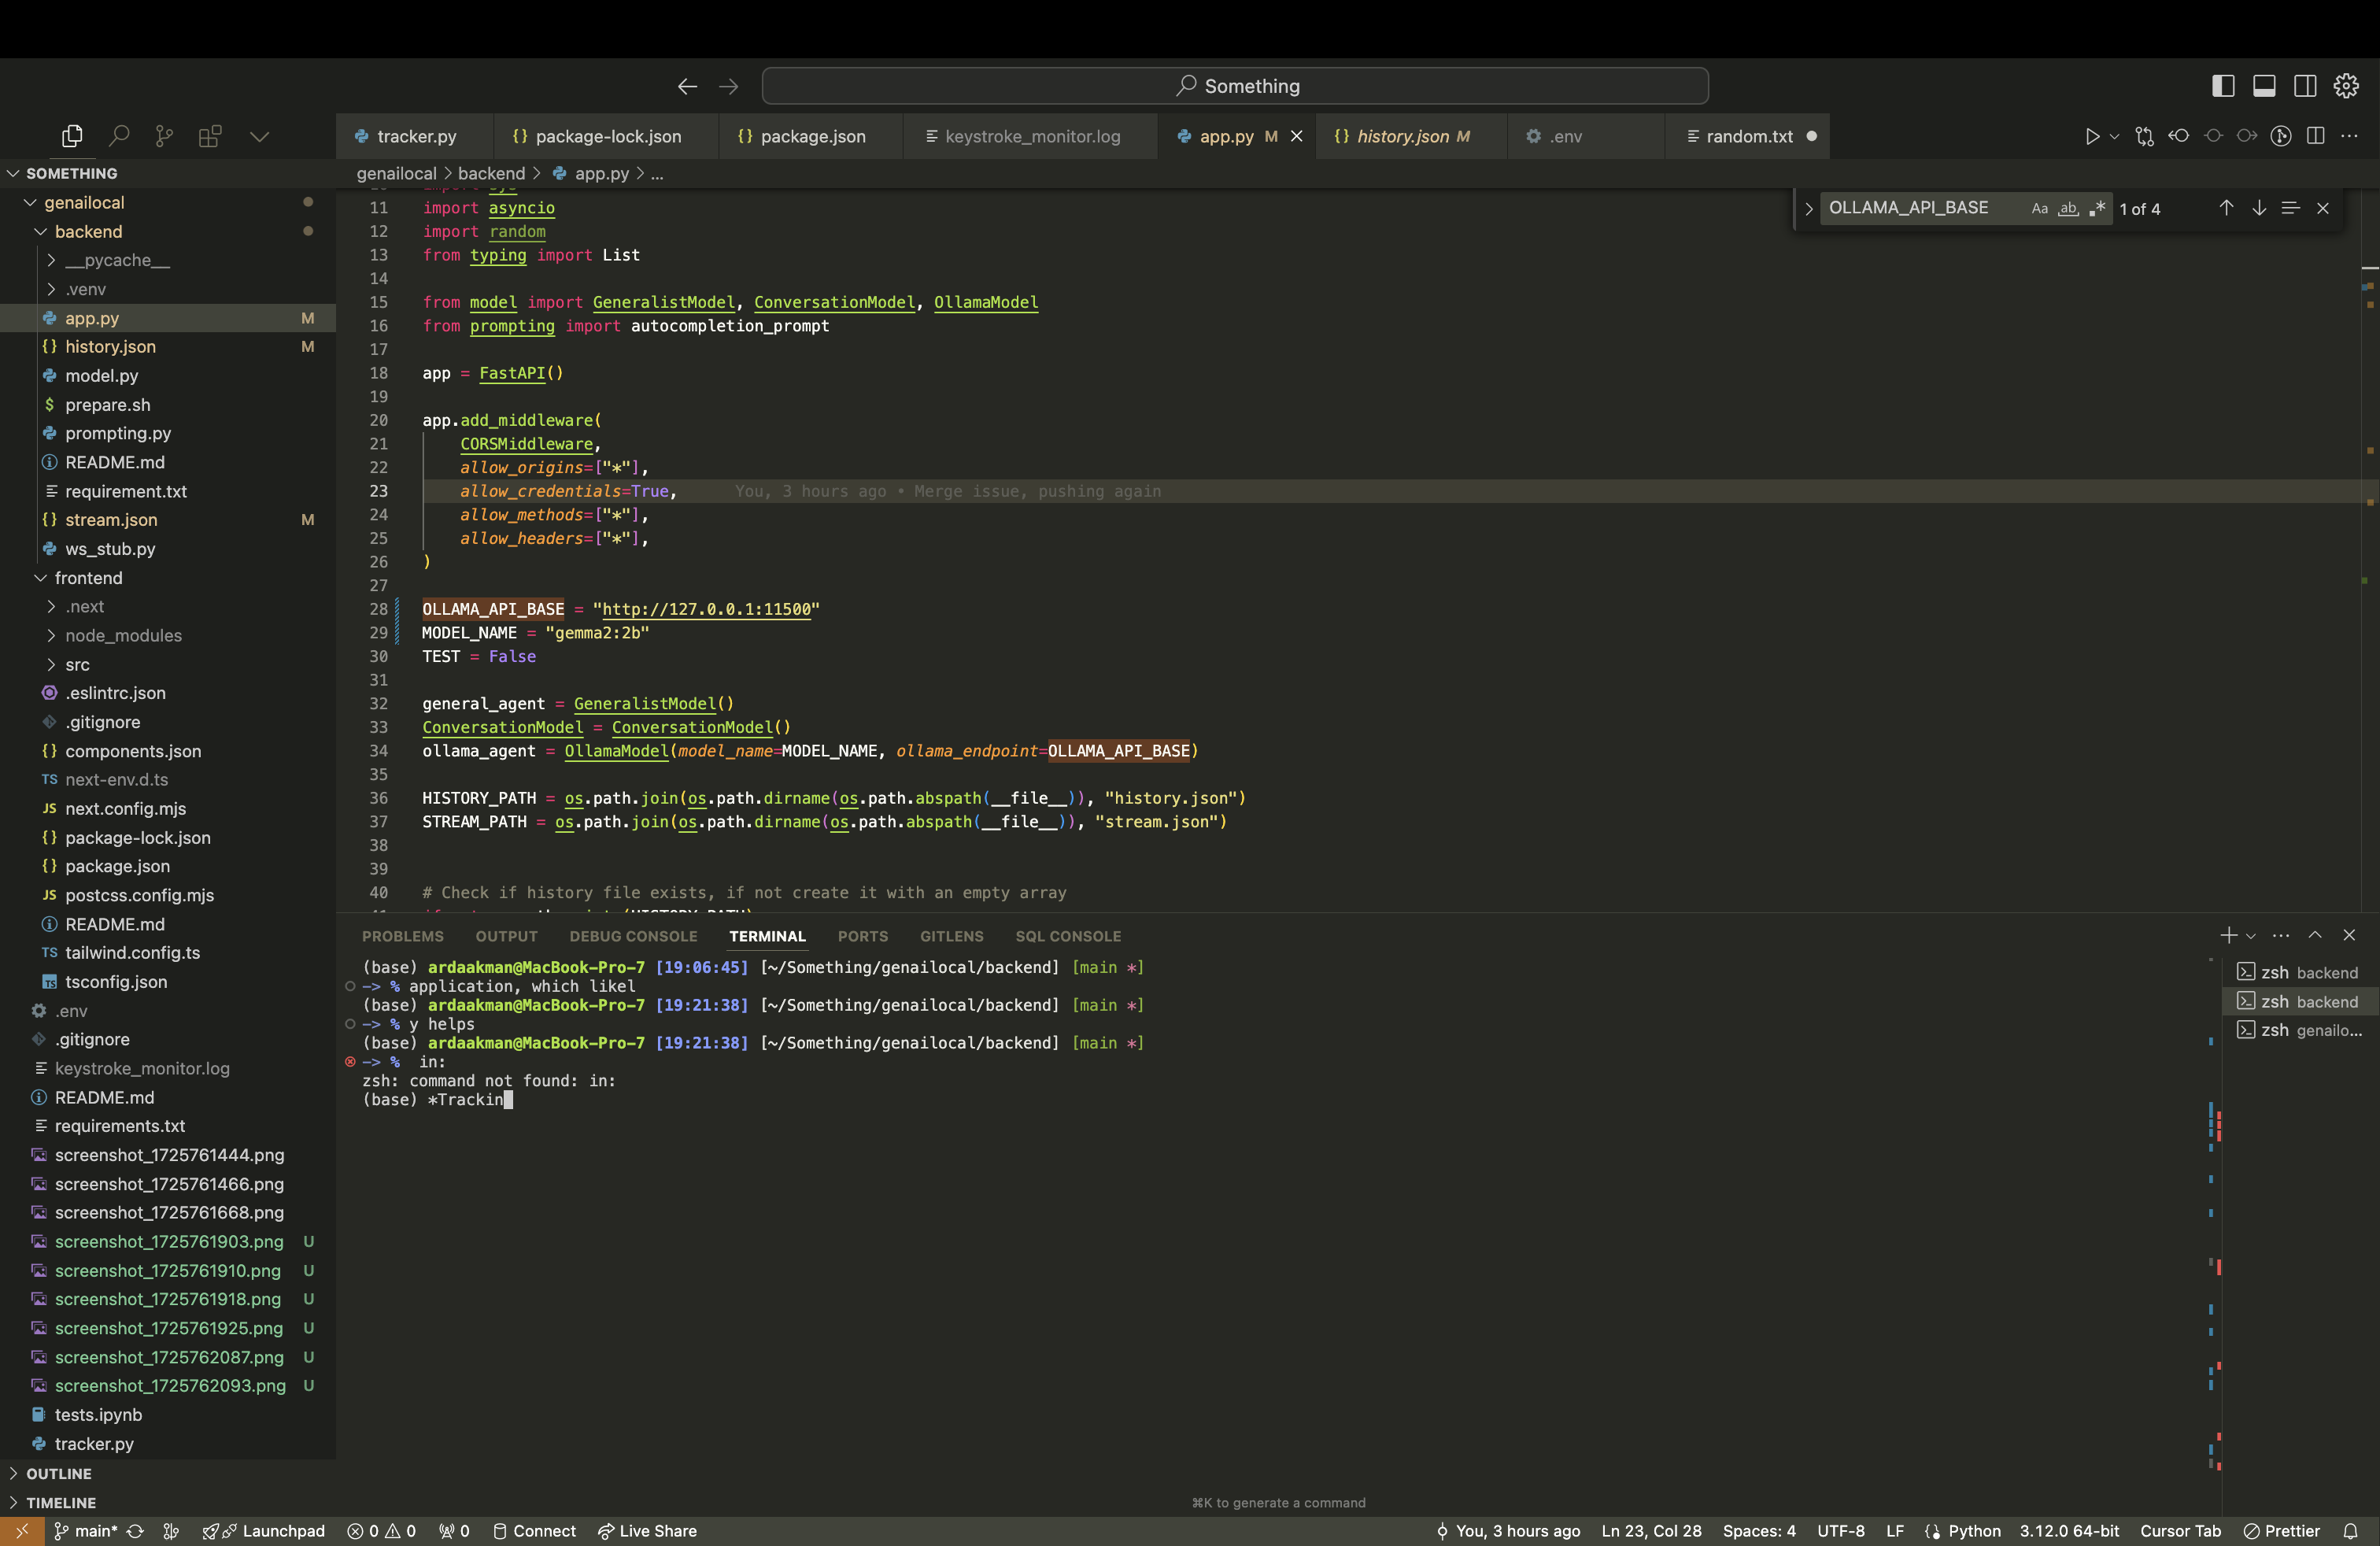 Something
tracker.py
package-lock.json
package.json
keystroke_monitor.log
app.py M
history.json M
.env
random.txt
SOMETHING
genailocal
backend
__pycache__
.venv
app.py M
history.json M
model.py
prepare.sh
prompting.py
README.md
requirement.txt
stream.json M
ws_stub.py
frontend
.next
node_modules
src
.eslintrc.json
.gitignore
components.json
TS next-env.d.ts
JS next.config.mjs
package-lock.json
package.json
JS postcss.config.mjs
README.md
TS tailwind.config.ts
tsconfig.json
.env
.gitignore
keystroke_monitor.log
README.md
requirements.txt
screenshot_1725761444.png
screenshot_1725761466.png
screenshot_1725761668.png
screenshot_1725761903.png U
screenshot_1725761910.png U
screenshot_1725761918.png U
screenshot_1725761925.png U
screenshot_1725762087.png U
screenshot_1725762093.png U
tests.ipynb
tracker.py
OUTLINE
TIMELINE
genailocal > backend > app.py > ...
OLLAMA_API_BASE Aa ab .* 1 of 4
11 import asyncio
12 import random
13 from typing import List
14
15 from model import GeneralistModel, ConversationModel, OllamaModel
16 from prompting import autocompletion_prompt
17
18 app = FastAPI()
19
20 app.add_middleware(
21 CORSMiddleware,
22 allow_origins=["*"],
23 allow_credentials=True, You, 3 hours ago • Merge issue, pushing again
24 allow_methods=["*"],
25 allow_headers=["*"],
26 )
27
28 OLLAMA_API_BASE = "http://127.0.0.1:11500"
29 MODEL_NAME = "gemma2:2b"
30 TEST = False
31
32 general_agent = GeneralistModel()
33 ConversationModel = ConversationModel()
34 ollama_agent = OllamaModel(model_name=MODEL_NAME, ollama_endpoint=OLLAMA_API_BASE)
35
36 HISTORY_PATH = os.path.join(os.path.dirname(os.path.abspath(__file__)), "history.json")
37 STREAM_PATH = os.path.join(os.path.dirname(os.path.abspath(__file__)), "stream.json")
38
39
40 # Check if history file exists, if not create it with an empty array
PROBLEMS OUTPUT DEBUG CONSOLE TERMINAL PORTS GITLENS SQL CONSOLE
(base) ardaakman@MacBook-Pro-7 [19:06:45] [~/Something/genailocal/backend] [main *]
-> % application, which likel
(base) ardaakman@MacBook-Pro-7 [19:21:38] [~/Something/genailocal/backend] [main *]
-> % y helps
(base) ardaakman@MacBook-Pro-7 [19:21:38] [~/Something/genailocal/backend] [main *]
-> % in:
zsh: command not found: in:
(base) *Trackin
zsh backend
zsh backend
zsh genailo...
⌘K to generate a command
main* Launchpad 0 0 0 Connect Live Share You, 3 hours ago Ln 23, Col 28 Spaces: 4 UTF-8 LF Python 3.12.0 64-bit Cursor Tab Prettier